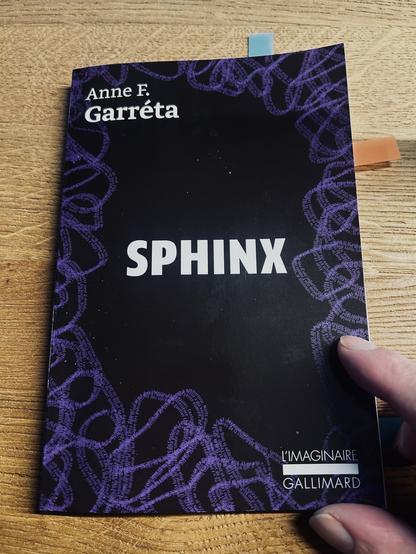 Anne F.
Garréta
SPHINX
L'IMAGINAIRE
GALLIMARD